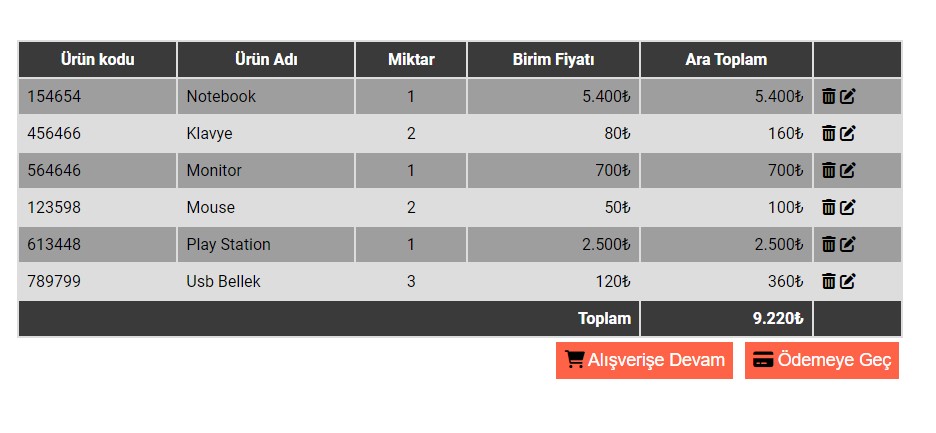 Ürün kodu Ürün Adı Miktar Birim Fiyatı Ara Toplam
154654 Notebook 1 5.400₺ 5.400₺
456466 Klavye 2 80₺ 160₺
564646 Monitor 1 700₺ 700₺
123598 Mouse 2 50₺ 100₺
613448 Play Station 1 2.500₺ 2.500₺
789799 Usb Bellek 3 120₺ 360₺
Toplam 9.220₺
Alışverişe Devam Ödemeye Geç